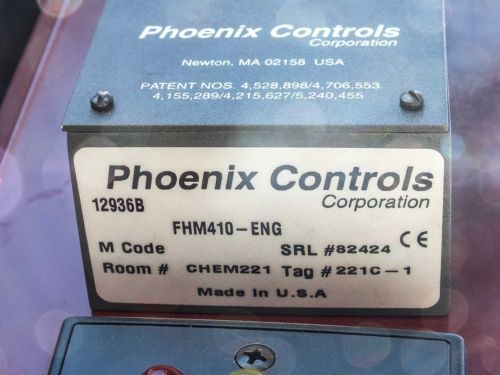 Phoenix Controls
Corporation
Newton, MA 02158 USA
PATENT NOS. 4,528,898/4,706,553
4,155,289/4,215,627/5,240,455
Phoenix Controls
12936B Corporation
FHM410-ENG
M Code SRL #82424 CE
Room # CHEM221 Tag #221C-1
Made In U.S.A